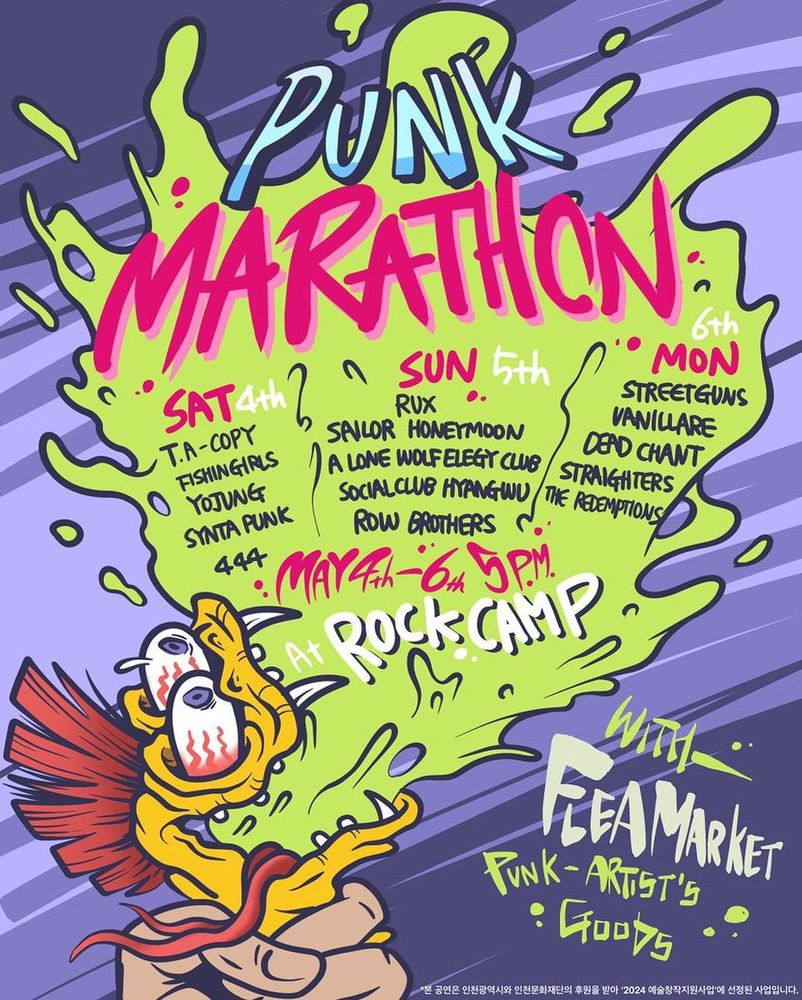 PUNK
MARATHON
SAT 4th
T.A-COPY
FISHINGIRLS
YOJUNG
SYNTA PUNK
444
SUN 5th
RUX
SAILOR HONEYMOON
A LONE WOLF ELEGY CLUB
SOCIAL CLUB HYANGWU
ROW BROTHERS
6th
MON
STREETGUNS
VANILLARE
DEAD CHANT
STRAIGHTERS
THE REDEMPTIONS
MAY 4th-6th 5 P.M.
At ROCK CAMP
WITH
FLEAMARKET
PUNK-ARTIST'S
GOODS
*본 공연은 인천광역시와 인천문화재단의 후원을 받아 '2024 예술창작지원사업'에 선정된 사업입니다.